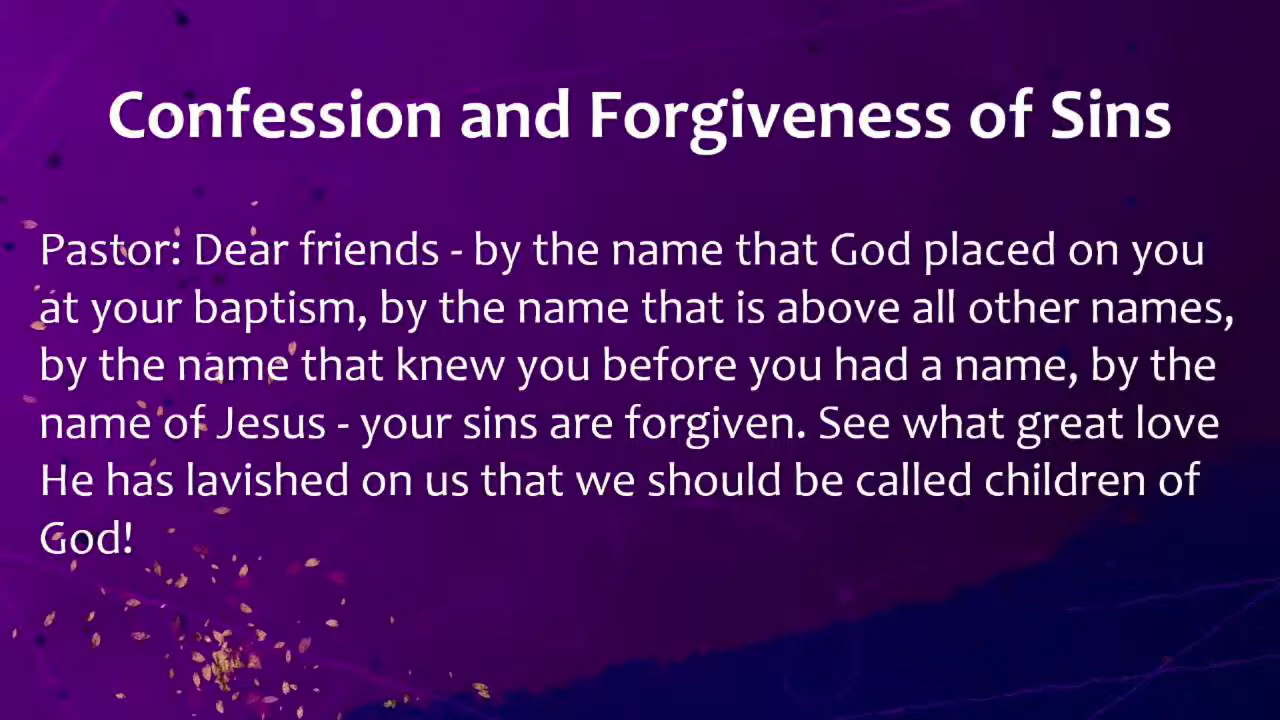 Confession and Forgiveness of Sins
Pastor: Dear friends - by the name that God placed on you
at your baptism, by the name that is above all other names,
by the name that knew you before you had a name, by the
name of Jesus - your sins are forgiven. See what great love
He has lavished on us that we should be called children of
God!